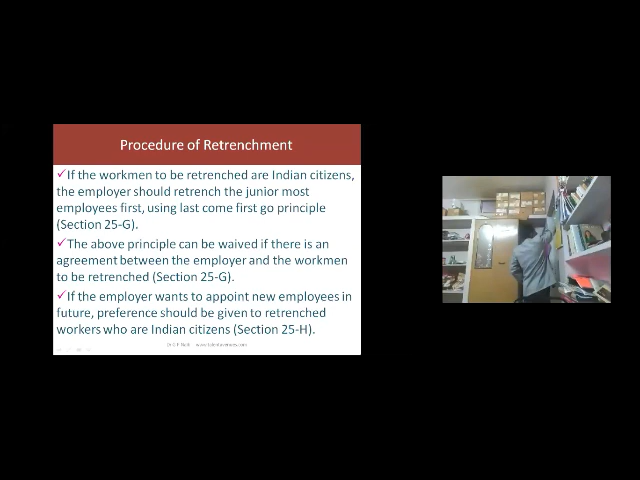 Procedure of Retrenchment
✓If the workmen to be retrenched are Indian citizens,
the employer should retrench the junior most
employees first, using last come first go principle
(Section 25-G).
✓The above principle can be waived if there is an
agreement between the employer and the workmen
to be retrenched (Section 25-G).
✓If the employer wants to appoint new employees in
future, preference should be given to retrenched
workers who are Indian citizens (Section 25-H).